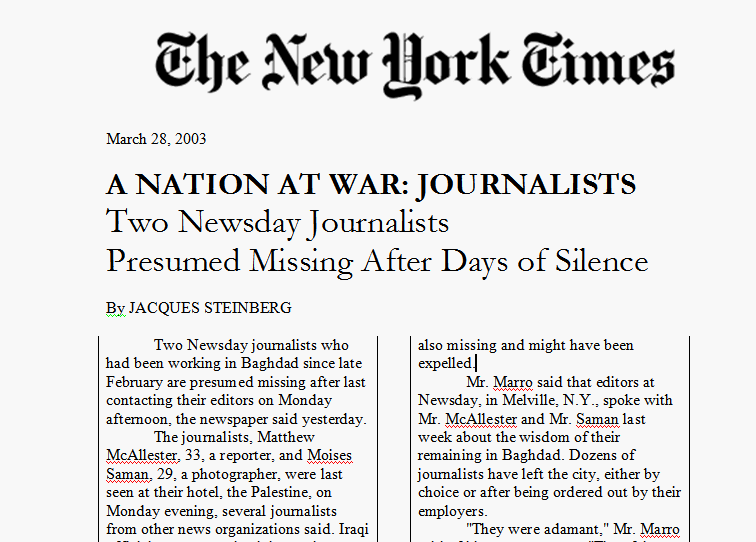 The New York Times
March 28, 2003
A NATION AT WAR: JOURNALISTS
Two Newsday Journalists
Presumed Missing After Days of Silence
By JACQUES STEINBERG
Two Newsday journalists who
had been working in Baghdad since late
February are presumed missing after last
contacting their editors on Monday
afternoon, the newspaper said yesterday.
The journalists, Matthew
McAllester, 33, a reporter, and Moises
Saman, 29, a photographer, were last
seen at their hotel, the Palestine, on
Monday evening, several journalists
from other news organizations said. Iraqi
also missing and might have been
expelled.
Mr. Marro said that editors at
Newsday, in Melville, N.Y., spoke with
Mr. McAllester and Mr. Saman last
week about the wisdom of their
remaining in Baghdad. Dozens of
journalists have left the city, either by
choice or after being ordered out by their
employers.
"They were adamant," Mr. Marro